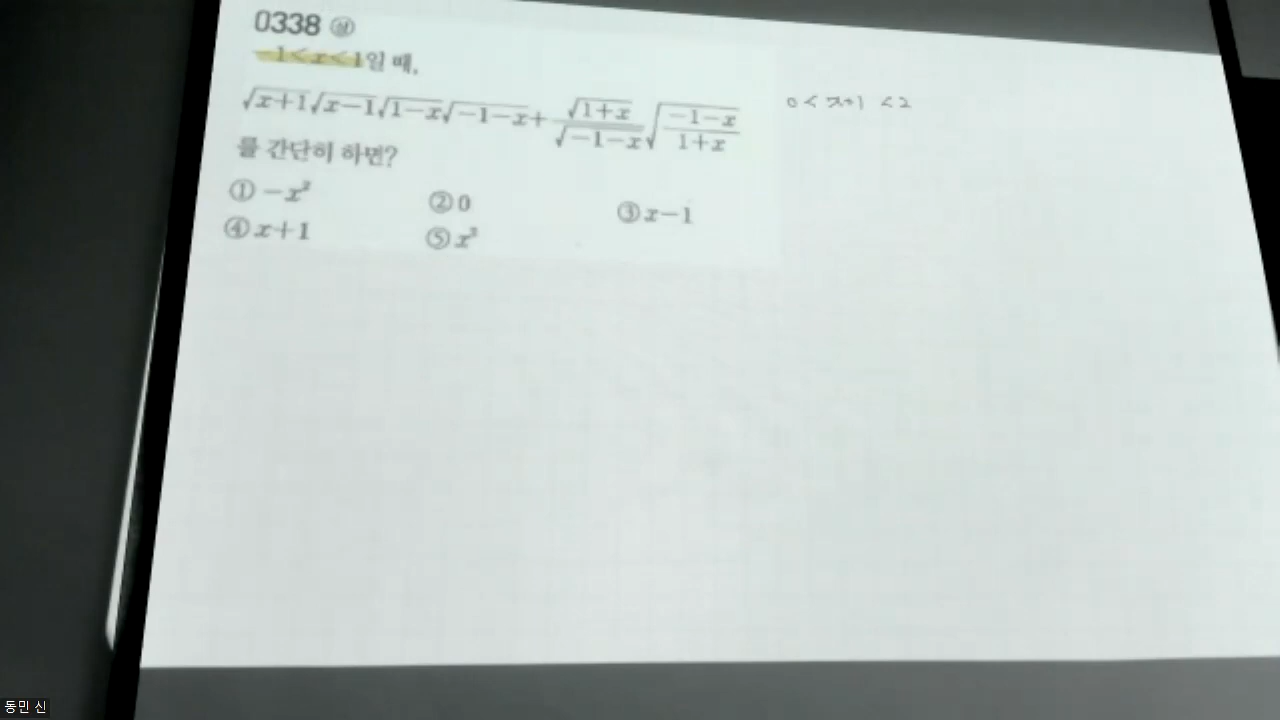 0338 상
-1<x<1일 때,
√x+1√x-1√1-x√-1-x+√1+x/√-1-x√-1-x/1+x
0<x+1<2
를 간단히 하면?
① -x² ② 0 ③ x-1
④ x+1 ⑤ x²
동민 신